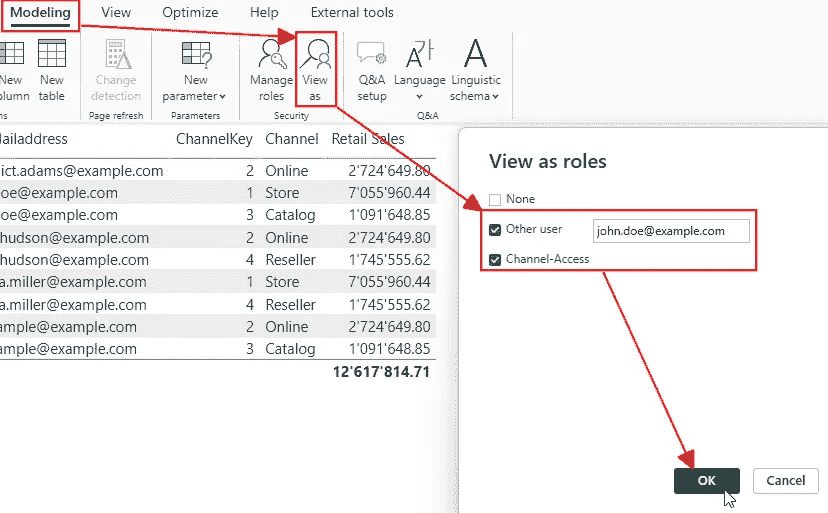 Modeling View Optimize Help External tools
New New Change New Manage View Q&A Language Linguistic
table detection parameter roles as setup schema
Page refresh Parameters Security Q&A
ChannelKey Channel Retail Sales
ict.adams@example.com 2 Online 2'724'649.80
oe@example.com 1 Store 7'055'960.44
oe@example.com 3 Catalog 1'091'648.85
hudson@example.com 2 Online 2'724'649.80
hudson@example.com 4 Reseller 1'745'555.62
a.miller@example.com 1 Store 7'055'960.44
a.miller@example.com 4 Reseller 1'745'555.62
ample@example.com 2 Online 2'724'649.80
ample@example.com 3 Catalog 1'091'648.85
12'617'814.71
View as roles
None
Other user john.doe@example.com
Channel-Access
OK Cancel